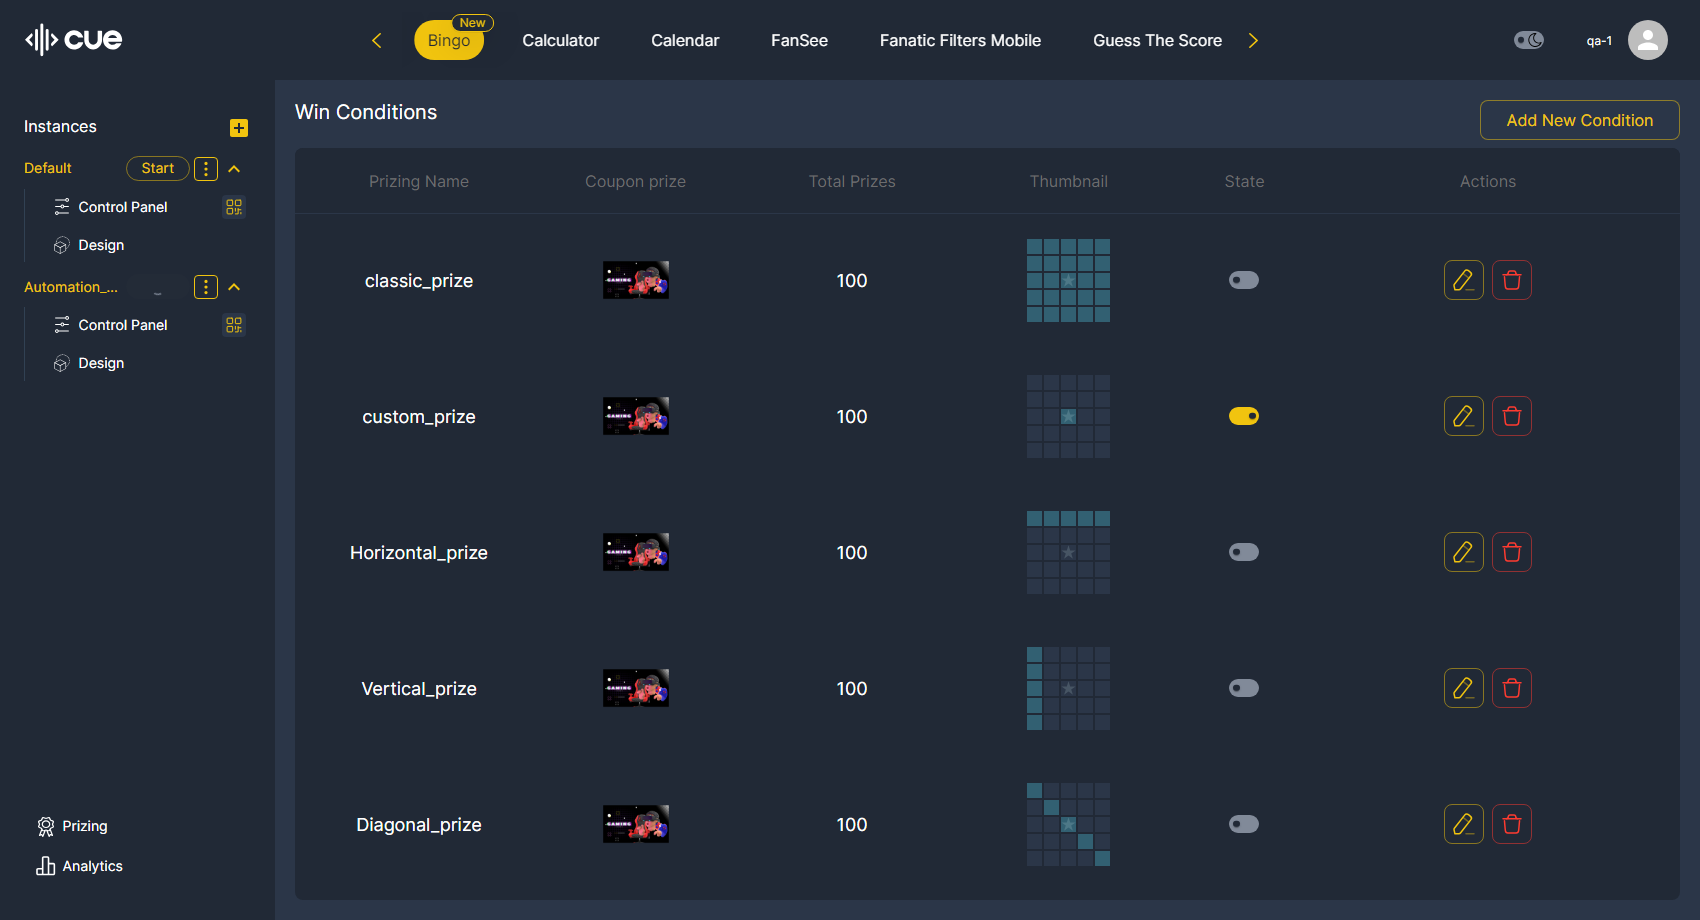 cue
New
Bingo
Calculator
Calendar
FanSee
Fanatic Filters Mobile
Guess The Score
qa-1
Instances
Default
Start
Control Panel
Design
Automation_...
Control Panel
Design
Prizing
Analytics
Win Conditions
Add New Condition
Prizing Name Coupon prize Total Prizes Thumbnail State Actions
classic_prize GAMING 100
custom_prize GAMING 100
Horizontal_prize GAMING 100
Vertical_prize GAMING 100
Diagonal_prize GAMING 100